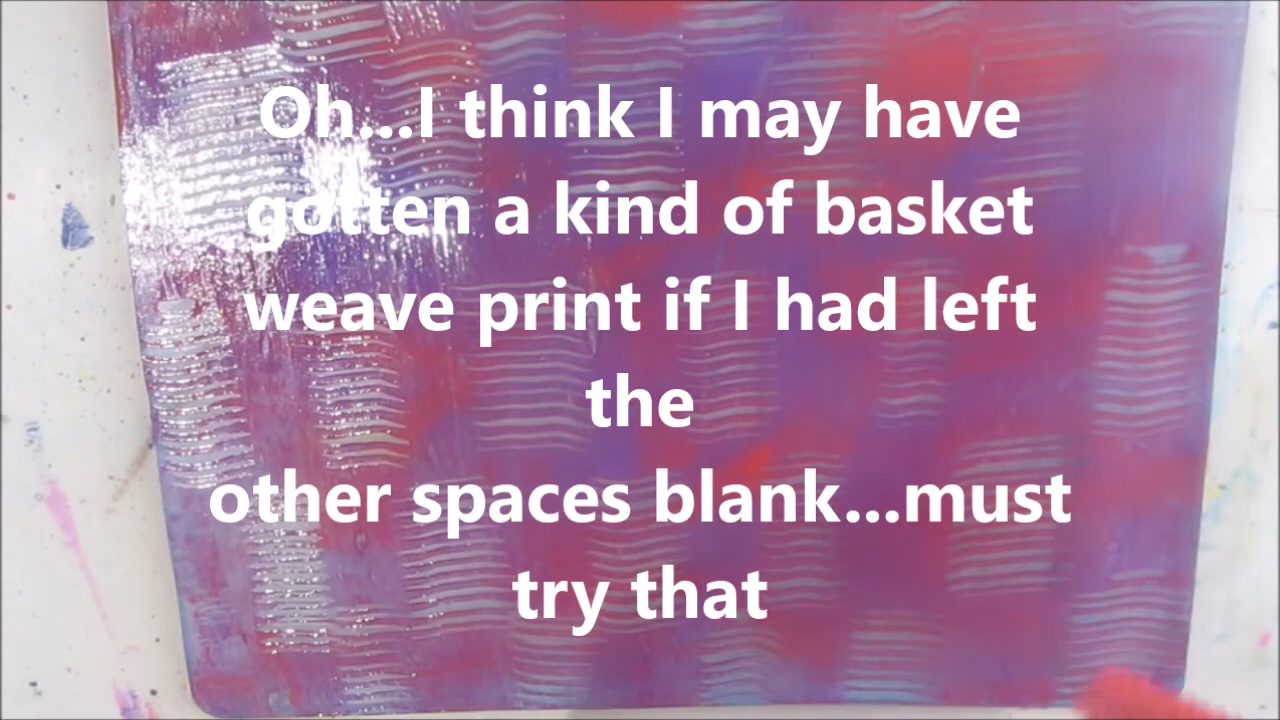 Oh...I think I may have
gotten a kind of basket
weave print if I had left
the
other spaces blank...must
try that